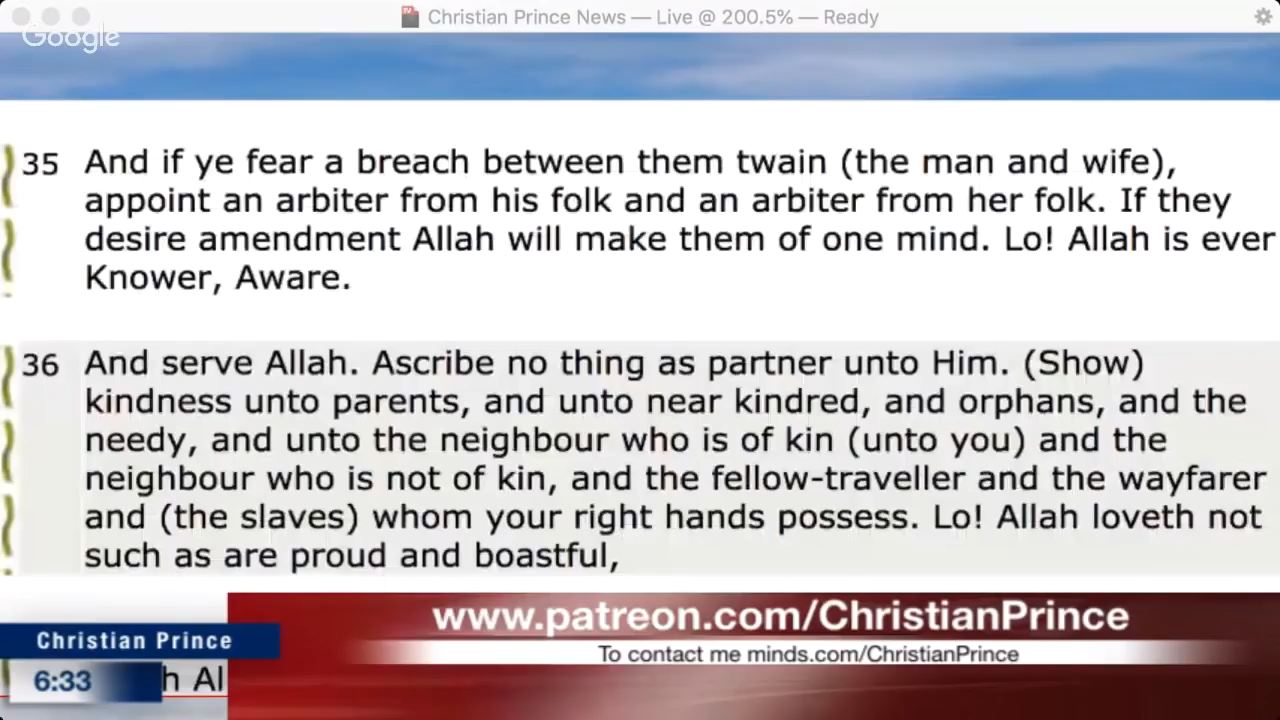 Christian Prince News — Live @ 200.5% — Ready
Google
35 And if ye fear a breach between them twain (the man and wife),
appoint an arbiter from his folk and an arbiter from her folk. If they
desire amendment Allah will make them of one mind. Lo! Allah is ever
Knower, Aware.
36 And serve Allah. Ascribe no thing as partner unto Him. (Show)
kindness unto parents, and unto near kindred, and orphans, and the
needy, and unto the neighbour who is of kin (unto you) and the
neighbour who is not of kin, and the fellow-traveller and the wayfarer
and (the slaves) whom your right hands possess. Lo! Allah loveth not
such as are proud and boastful,
www.patreon.com/ChristianPrince
Christian Prince
To contact me minds.com/ChristianPrince
6:33 h Al